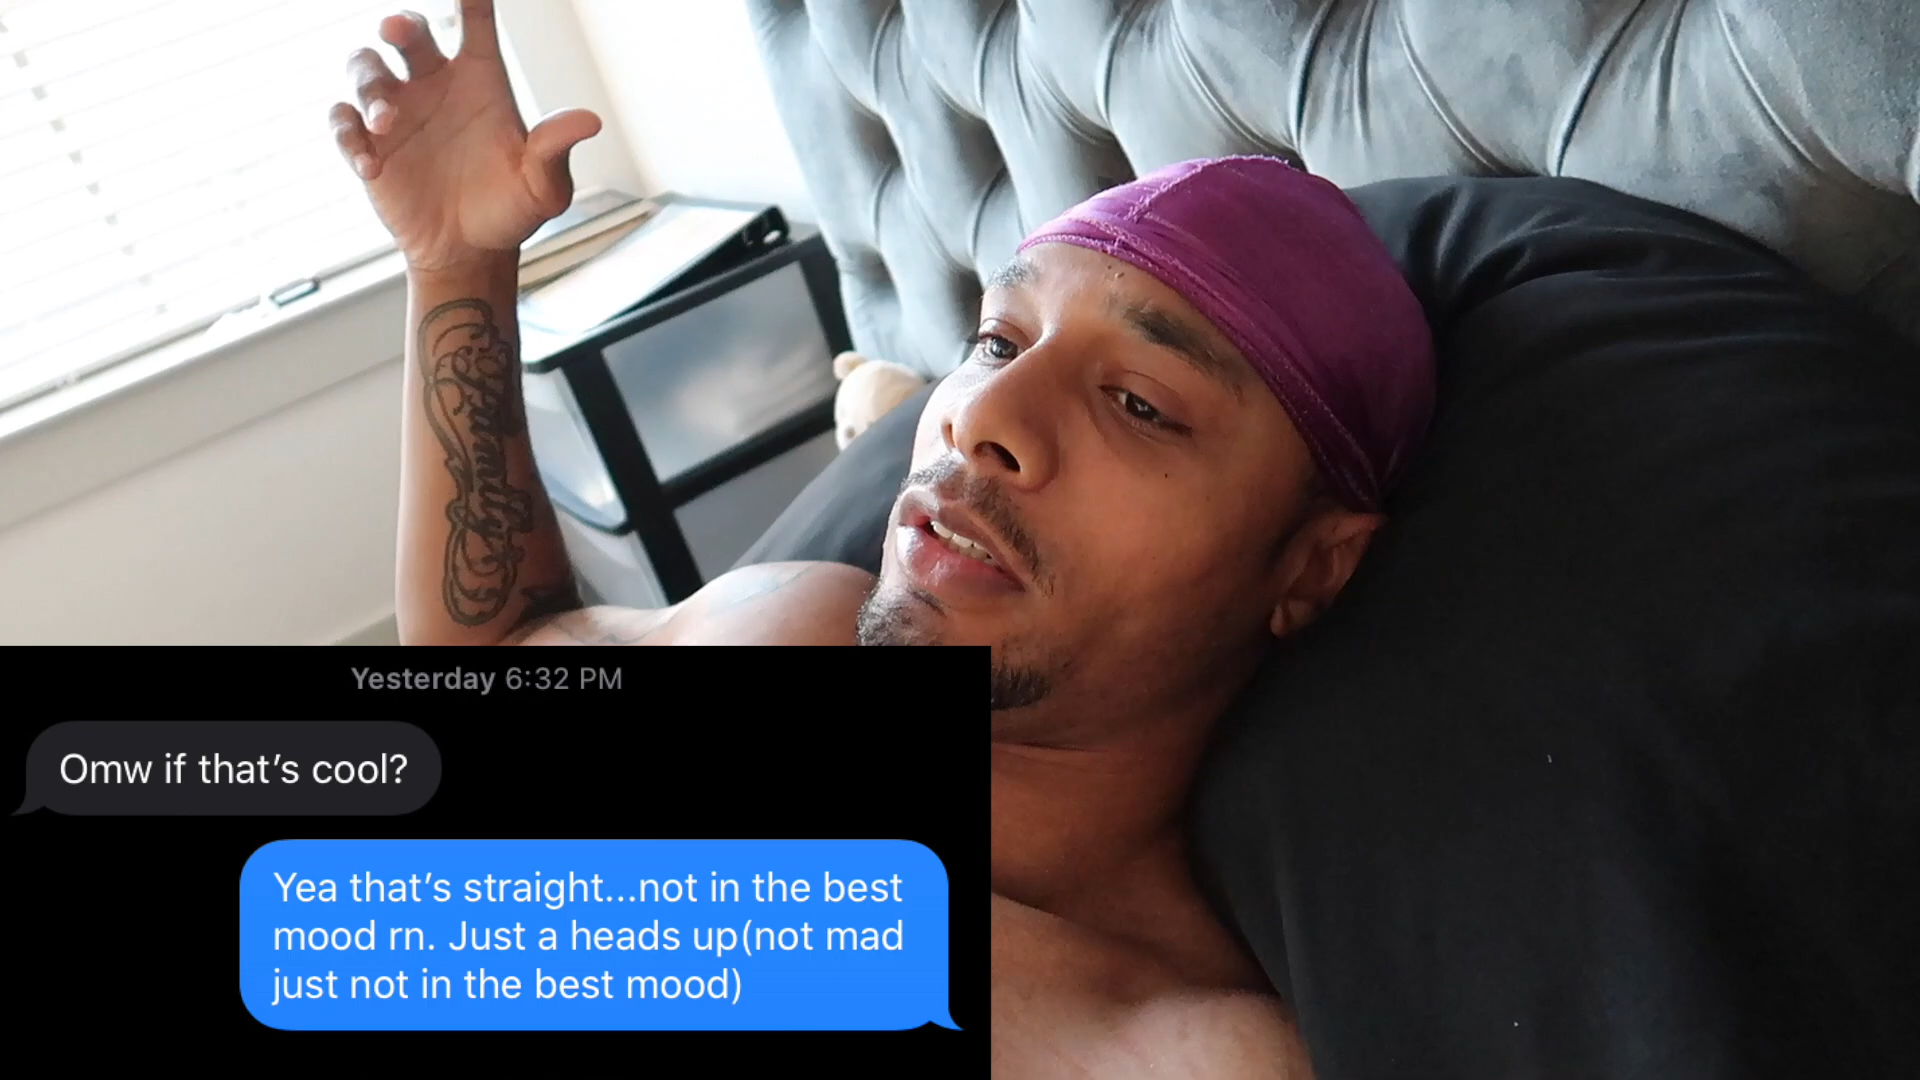 Family
Yesterday 6:32 PM
Omw if that’s cool?
Yea that’s straight...not in the best
mood rn. Just a heads up(not mad
just not in the best mood)